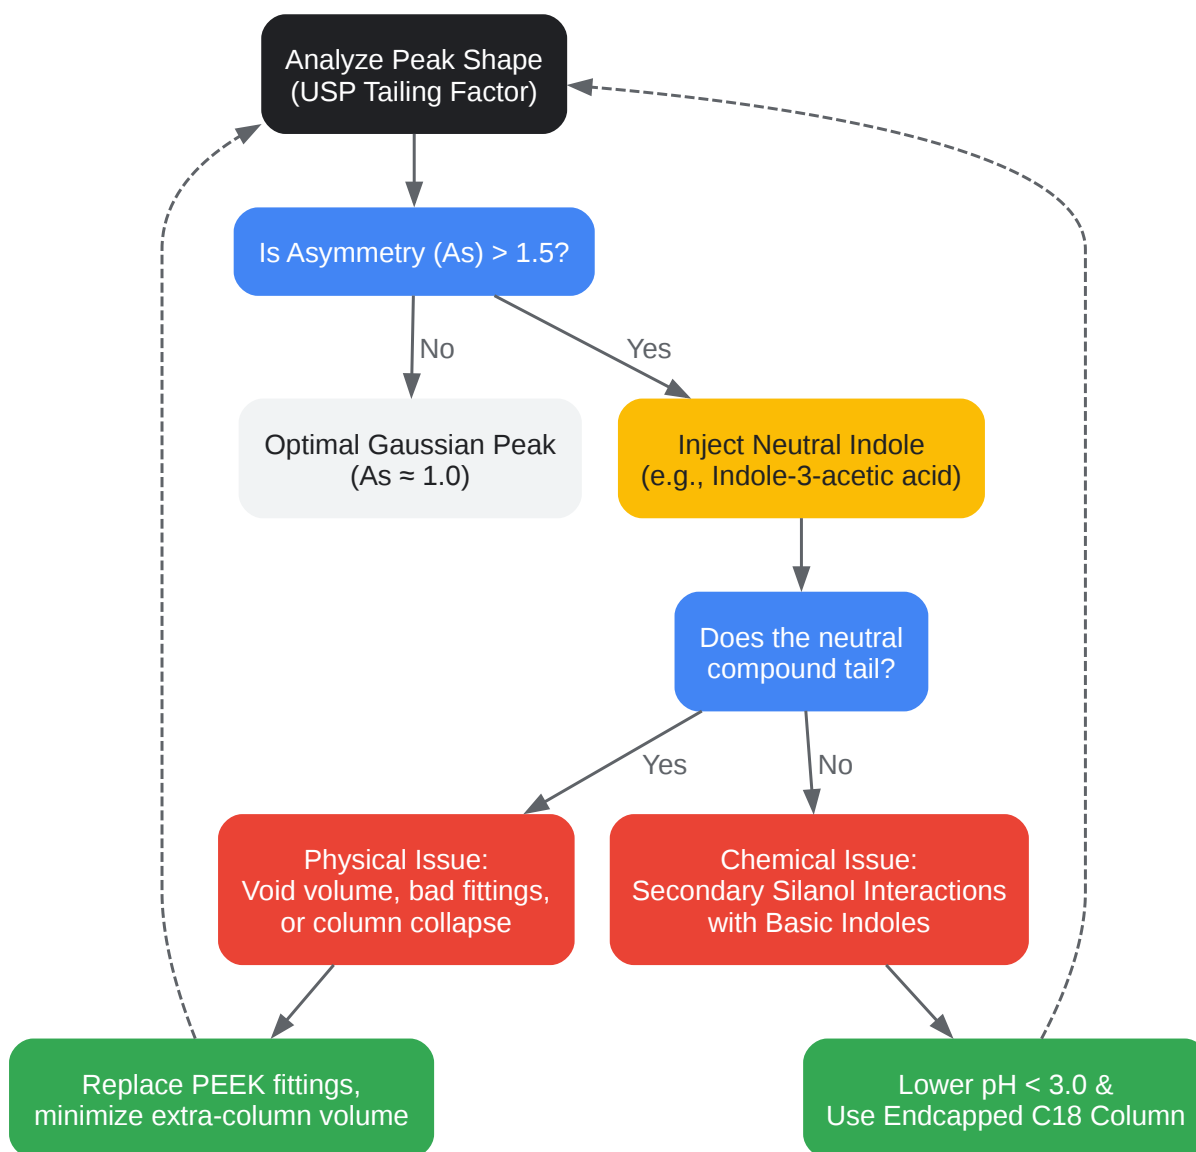 Analyze Peak Shape
(USP Tailing Factor)
Is Asymmetry (As) > 1.5?
No
Yes
Optimal Gaussian Peak
(As ≈ 1.0)
Inject Neutral Indole
(e.g., Indole-3-acetic acid)
Does the neutral
compound tail?
Yes
No
Physical Issue:
Void volume, bad fittings,
or column collapse
Chemical Issue:
Secondary Silanol Interactions
with Basic Indoles
Replace PEEK fittings,
minimize extra-column volume
Lower pH < 3.0 &
Use Endcapped C18 Column